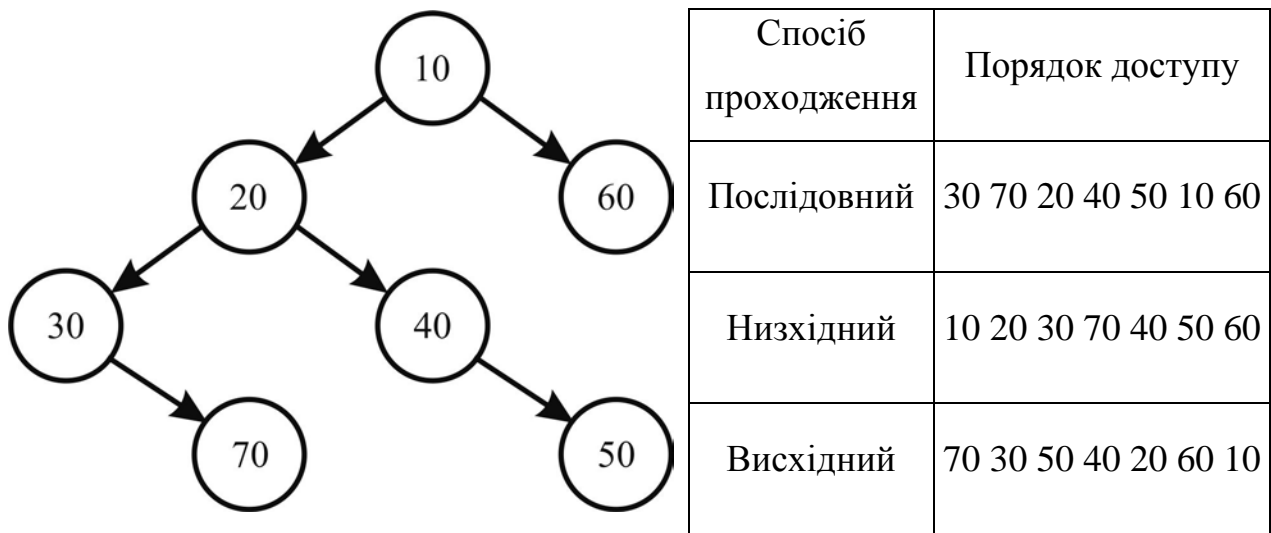 10
20
60
30
40
70
50
Спосіб
проходження
Порядок доступу
Послідовний
30 70 20 40 50 10 60
Низхідний
10 20 30 70 40 50 60
Висхідний
70 30 50 40 20 60 10